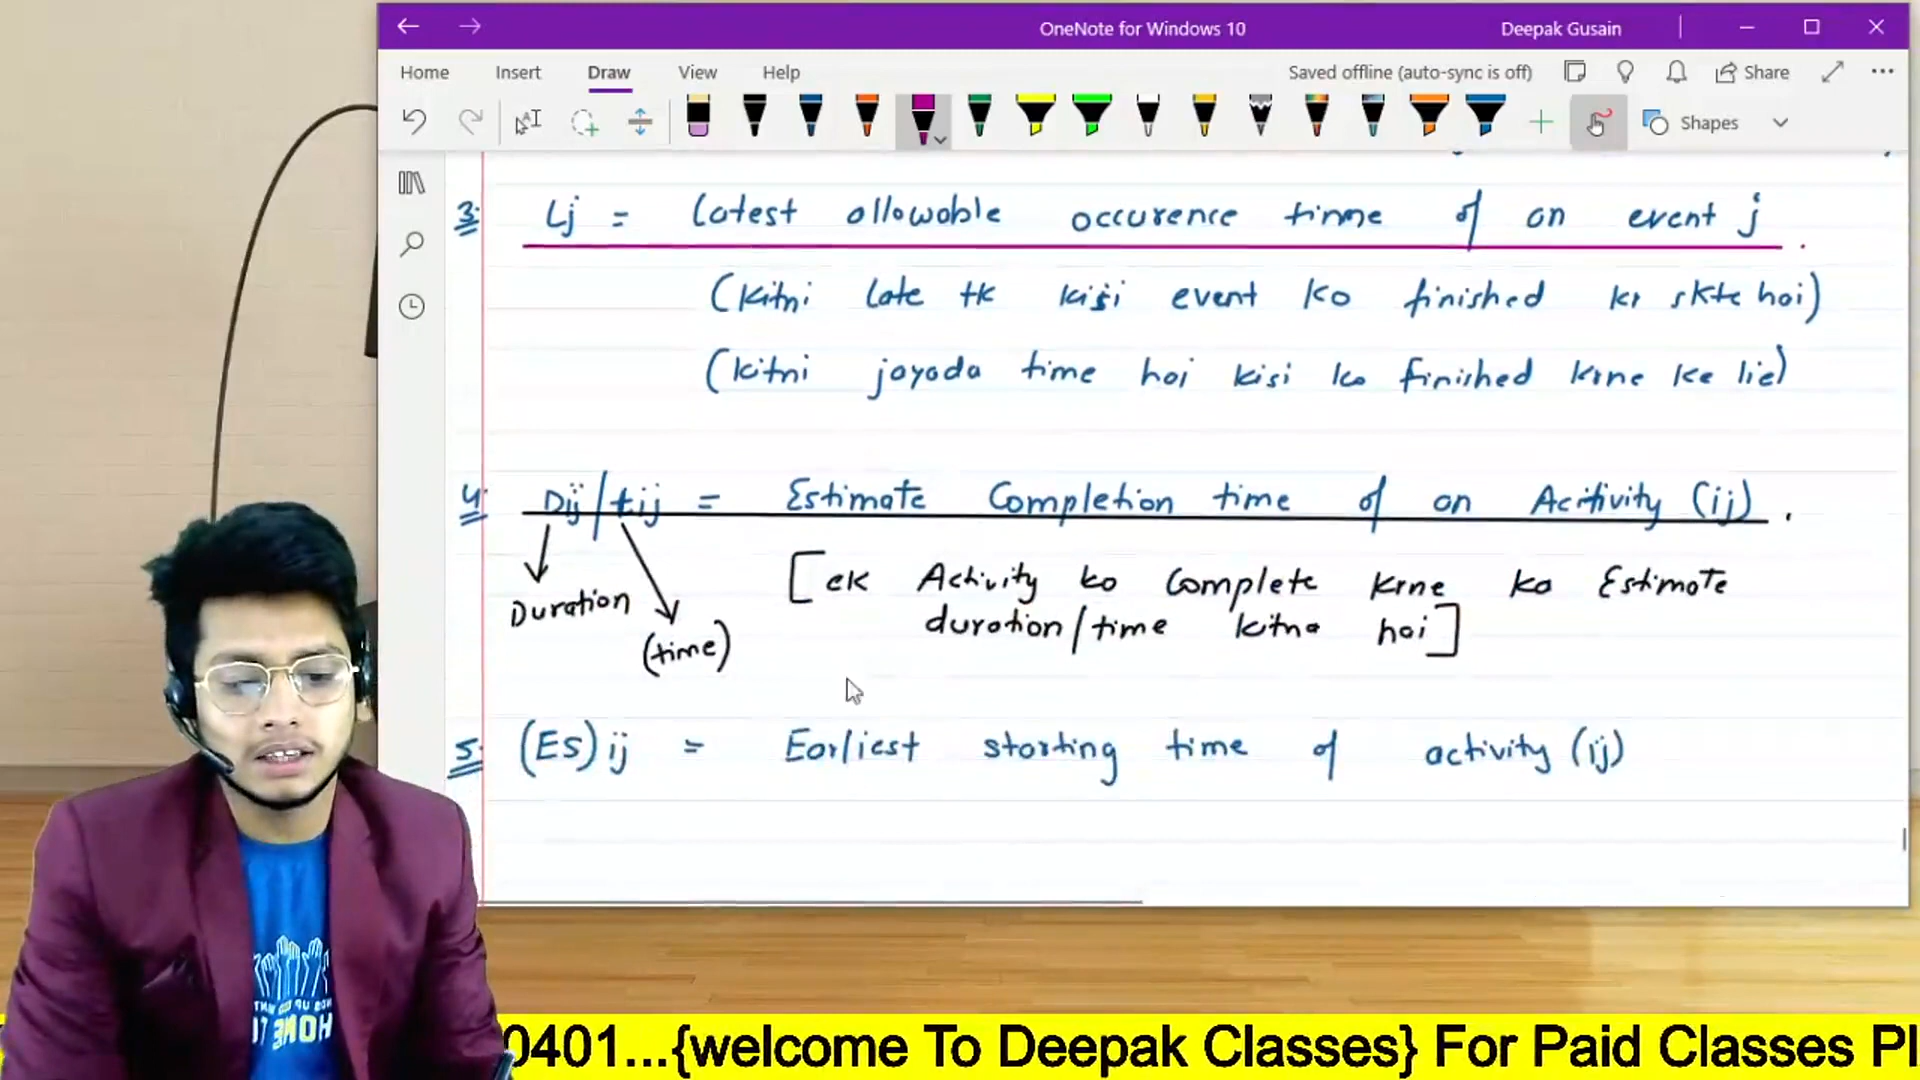 OneNote for Windows 10
Deepak Gusain
Home Insert Draw View Help
Saved offline (auto-sync is off)
Share
Shapes
3. Lj = Latest allowable occurence time of an event j.
(kitni late tk kisi event ko finished kr skte hai)
(kitni jayada time hai kisi ko finished krne ke lie)
4. Dij/tij = Estimate Completion time of an Acitivity (ij).
Duration
(time)
[ek Activity ko Complete krne ka Estimate
duration/time kitna hai]
5. (ES)ij = Earliest starting time of activity (ij)
0401...{welcome To Deepak Classes} For Paid Classes Pl